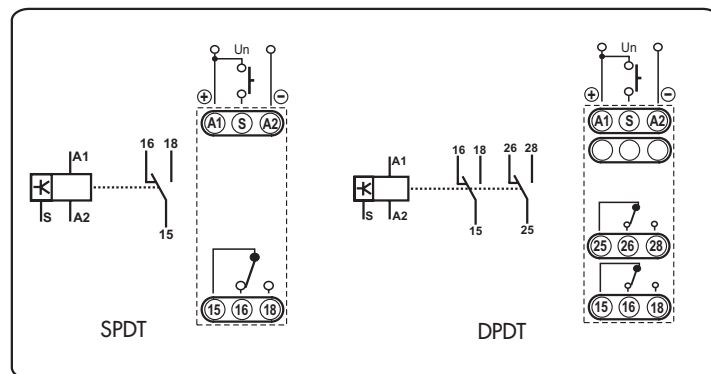 Un
⊕ ⊖
A1 S A2
A1
16 18
S A2
15
15 16 18
SPDT
Un
⊕ ⊖
A1 S A2
A1
16 18 26 28
S A2
15 25
25 26 28
15 16 18
DPDT